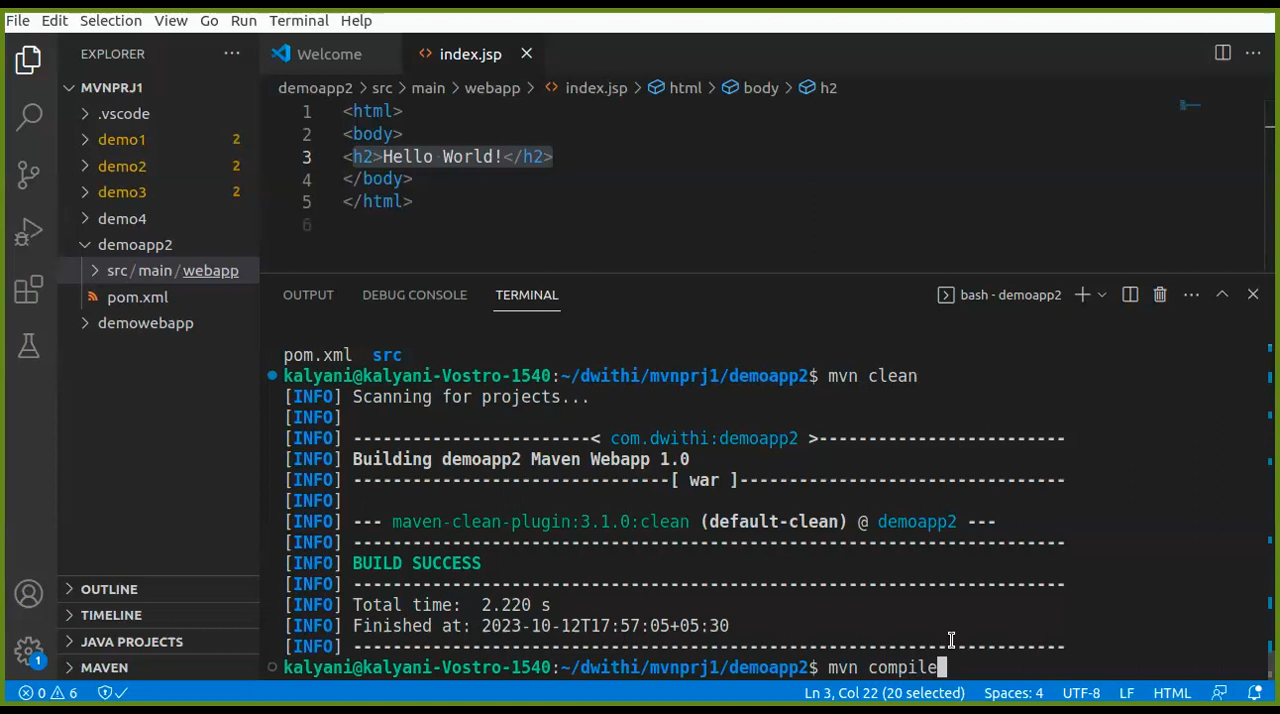 File Edit Selection View Go Run Terminal Help
EXPLORER ···
MVNPRJ1
.vscode
demo1 2
demo2 2
demo3 2
demo4
demoapp2
src/main/webapp
pom.xml
demowebapp
OUTLINE
TIMELINE
JAVA PROJECTS
MAVEN
Welcome index.jsp
demoapp2 > src > main > webapp > index.jsp > html > body > h2
1 <html>
2 <body>
3 <h2>Hello World!</h2>
4 </body>
5 </html>
6
OUTPUT DEBUG CONSOLE TERMINAL bash - demoapp2
pom.xml src
kalyani@kalyani-Vostro-1540:~/dwithi/mvnprj1/demoapp2$ mvn clean
[INFO] Scanning for projects...
[INFO]
[INFO] ------------------------< com.dwithi:demoapp2 >-------------------------
[INFO] Building demoapp2 Maven Webapp 1.0
[INFO] --------------------------------[ war ]---------------------------------
[INFO]
[INFO] --- maven-clean-plugin:3.1.0:clean (default-clean) @ demoapp2 ---
[INFO] ------------------------------------------------------------------------
[INFO] BUILD SUCCESS
[INFO] ------------------------------------------------------------------------
[INFO] Total time:  2.220 s
[INFO] Finished at: 2023-10-12T17:57:05+05:30
[INFO] ------------------------------------------------------------------------
kalyani@kalyani-Vostro-1540:~/dwithi/mvnprj1/demoapp2$ mvn compile
1
0 6 Ln 3, Col 22 (20 selected) Spaces: 4 UTF-8 LF HTML